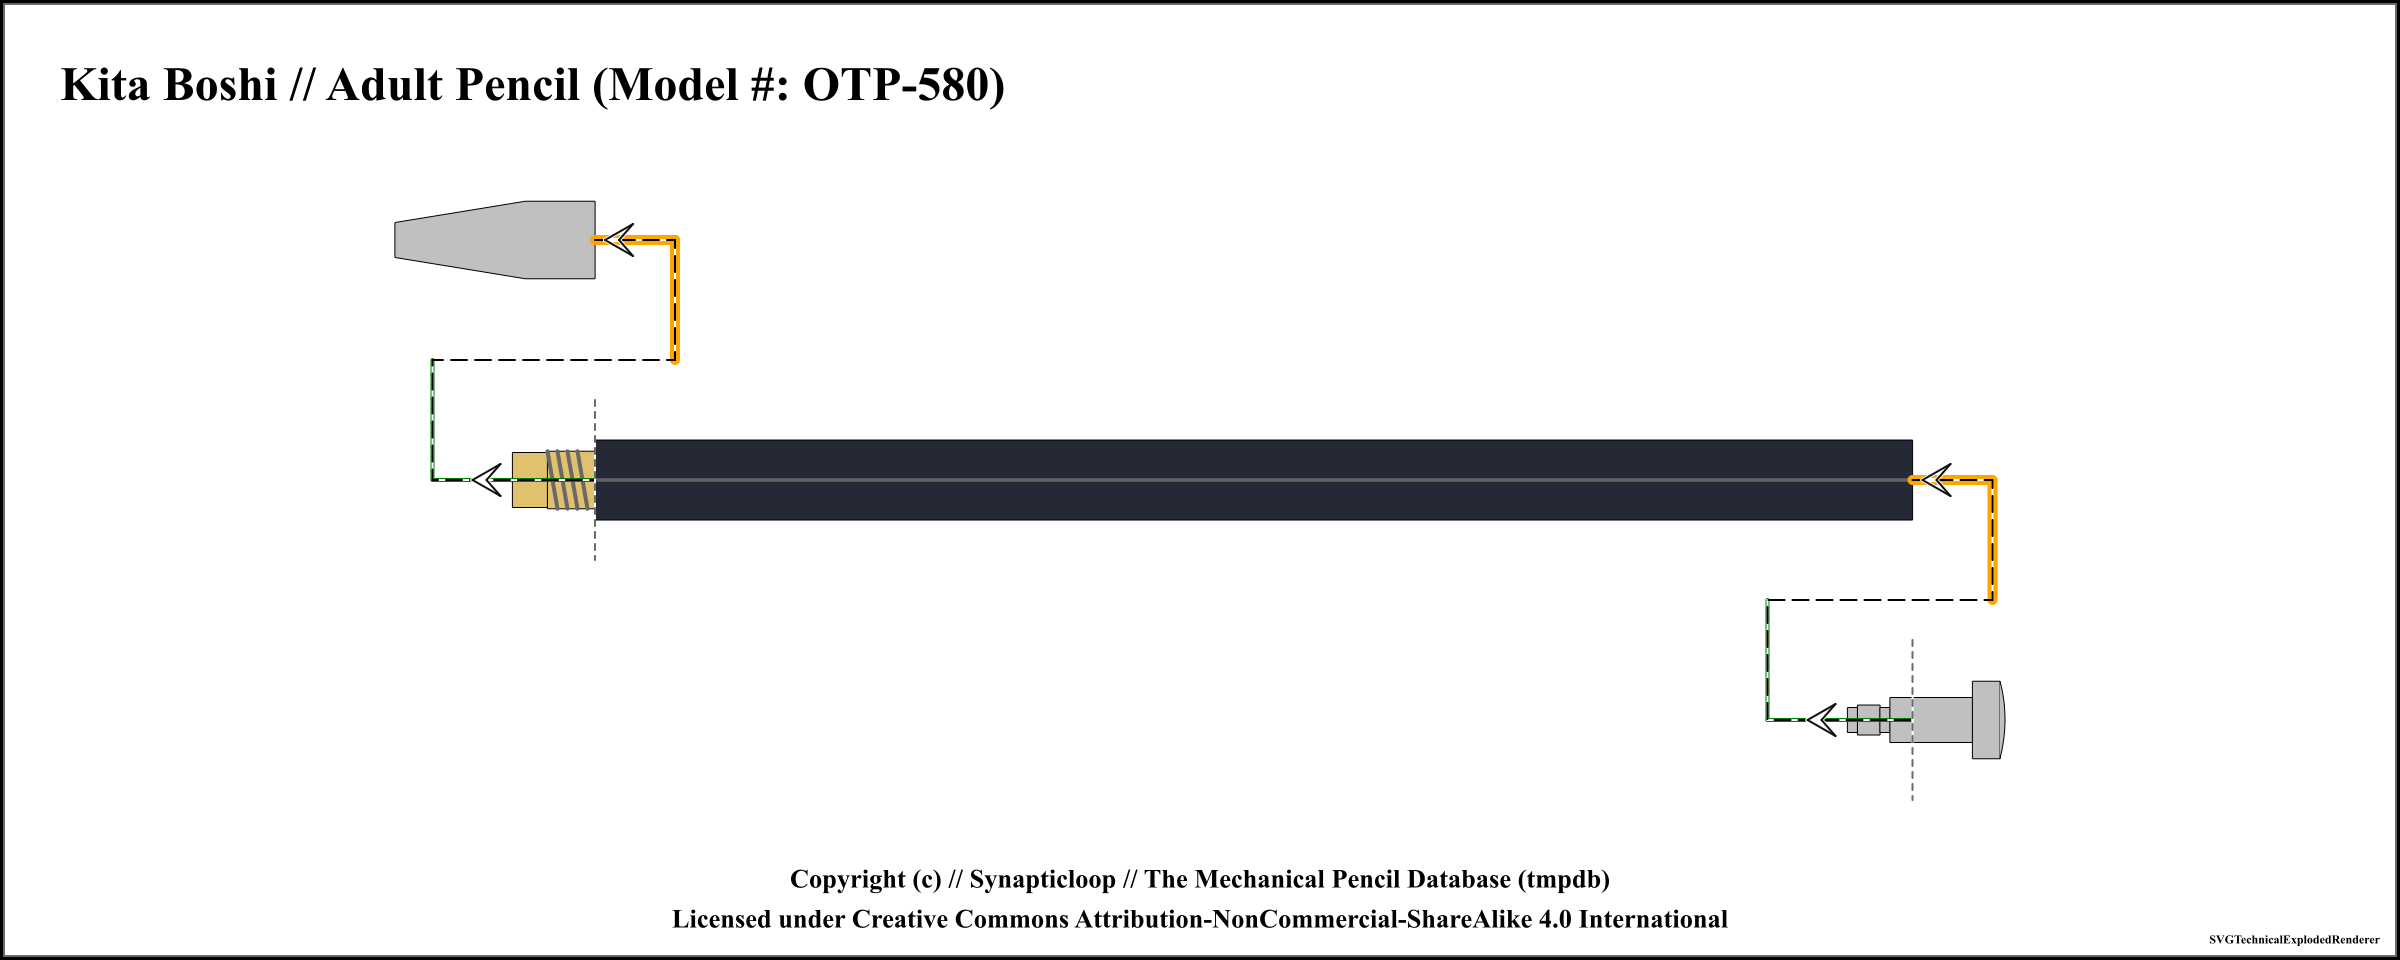 Kita Boshi // Adult Pencil (Model #: OTP-580)
Copyright (c) // Synapticloop // The Mechanical Pencil Database (tmpdb)
Licensed under Creative Commons Attribution-NonCommercial-ShareAlike 4.0 International
SVGTechnicalExplodedRenderer